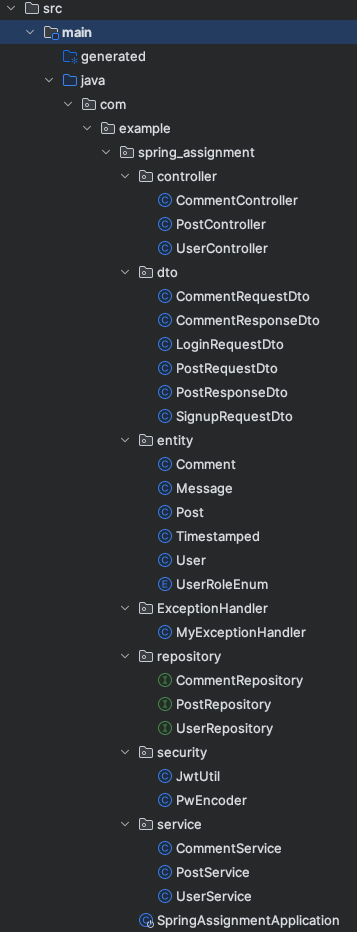 src
main
generated
java
com
example
spring_assignment
controller
CommentController
PostController
UserController
dto
CommentRequestDto
CommentResponseDto
LoginRequestDto
PostRequestDto
PostResponseDto
SignupRequestDto
entity
Comment
Message
Post
Timestamped
User
UserRoleEnum
ExceptionHandler
MyExceptionHandler
repository
CommentRepository
PostRepository
UserRepository
security
JwtUtil
PwEncoder
service
CommentService
PostService
UserService
SpringAssignmentApplication